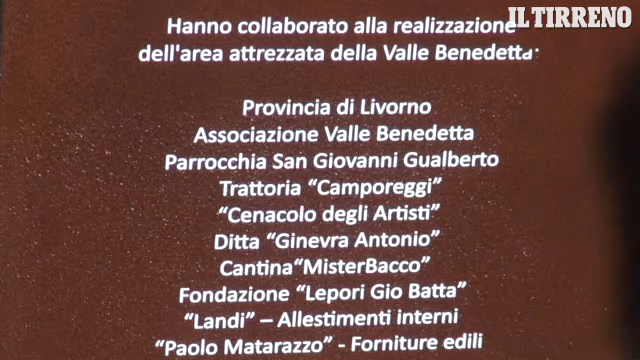 IL TIRRENO
Hanno collaborato alla realizzazione
dell'area attrezzata della Valle Benedetta:
Provincia di Livorno
Associazione Valle Benedetta
Parrocchia San Giovanni Gualberto
Trattoria “Camporeggi”
“Cenacolo degli Artisti”
Ditta “Ginevra Antonio”
Cantina“MisterBacco”
Fondazione “Lepori Gio Batta”
“Landi” – Allestimenti interni
“Paolo Matarazzo” - Forniture edili